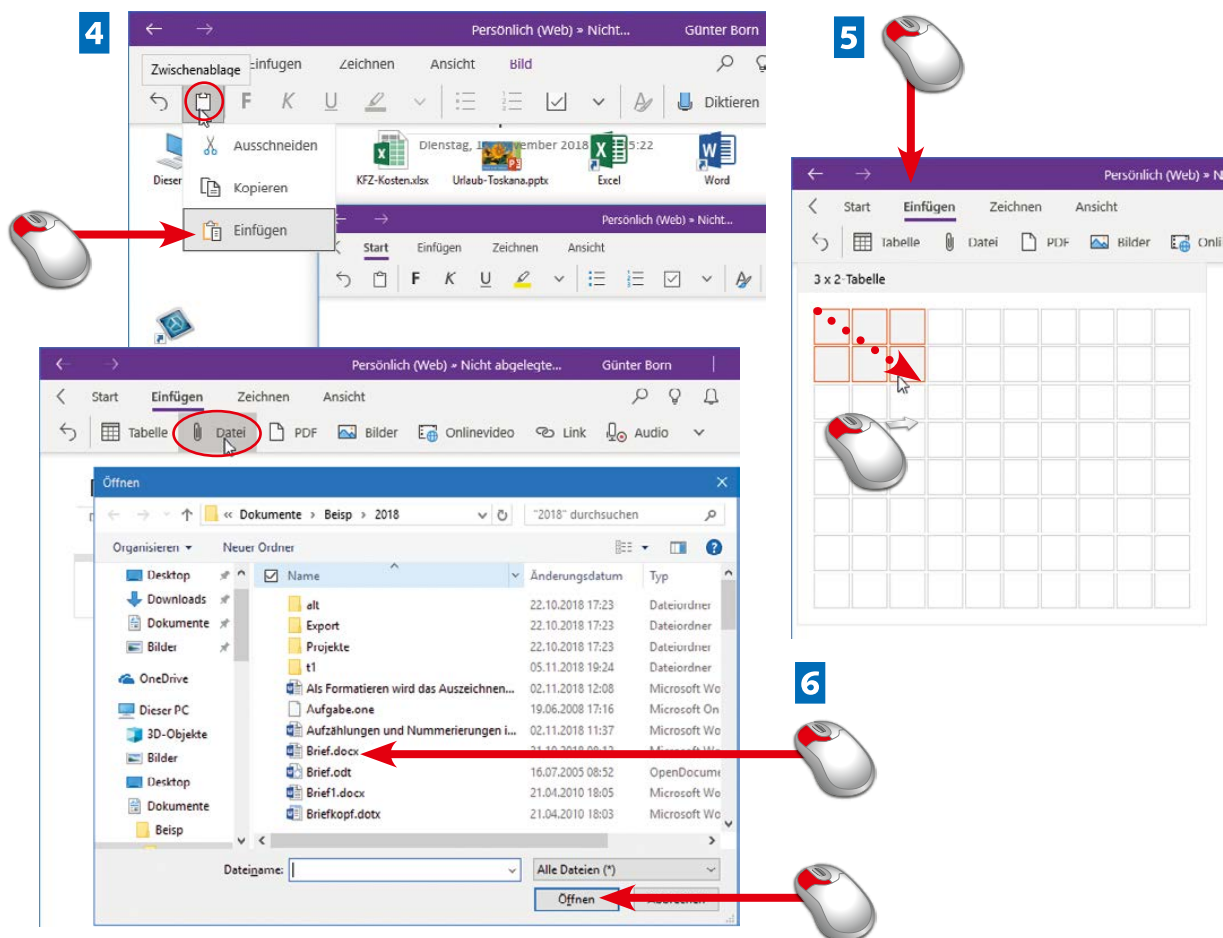 4
Persönlich (Web) » Nicht... Günter Born
Zwischenablage Einfügen Zeichnen Ansicht Bild
F K U Diktieren
Ausschneiden
Kopieren
Einfügen
Dienstag, November 2018 5:22
Dieser KFZ-Kosten.xlsx Urlaub-Toskana.pptx Excel Word
Persönlich (Web) » Nicht...
Start Einfügen Zeichnen Ansicht
F K U
5
Persönlich (Web) » N
Start Einfügen Zeichnen Ansicht
Tabelle Datei PDF Bilder Onli
3 x 2-Tabelle
Persönlich (Web) » Nicht abgelegte... Günter Born
Start Einfügen Zeichnen Ansicht
Tabelle Datei PDF Bilder Onlinevideo Link Audio
Öffnen
« Dokumente › Beisp › 2018 "2018" durchsuchen
Organisieren Neuer Ordner
Desktop
Downloads
Dokumente
Bilder
OneDrive
Dieser PC
3D-Objekte
Bilder
Desktop
Dokumente
Beisp
Name Änderungsdatum Typ
alt 22.10.2018 17:23 Dateiordner
Export 22.10.2018 17:23 Dateiordner
Projekte 22.10.2018 17:23 Dateiordner
t1 05.11.2018 19:24 Dateiordner
Als Formatieren wird das Auszeichnen... 02.11.2018 12:08 Microsoft Wo
Aufgabe.one 19.06.2008 17:16 Microsoft On
Aufzählungen und Nummerierungen i... 02.11.2018 11:37 Microsoft Wo
Brief.docx
Brief.odt 16.07.2005 08:52 OpenDocume
Brief1.docx 21.04.2010 18:05 Microsoft Wo
Briefkopf.dotx 21.04.2010 18:03 Microsoft Wo
Dateiname: Alle Dateien (*)
Öffnen
6